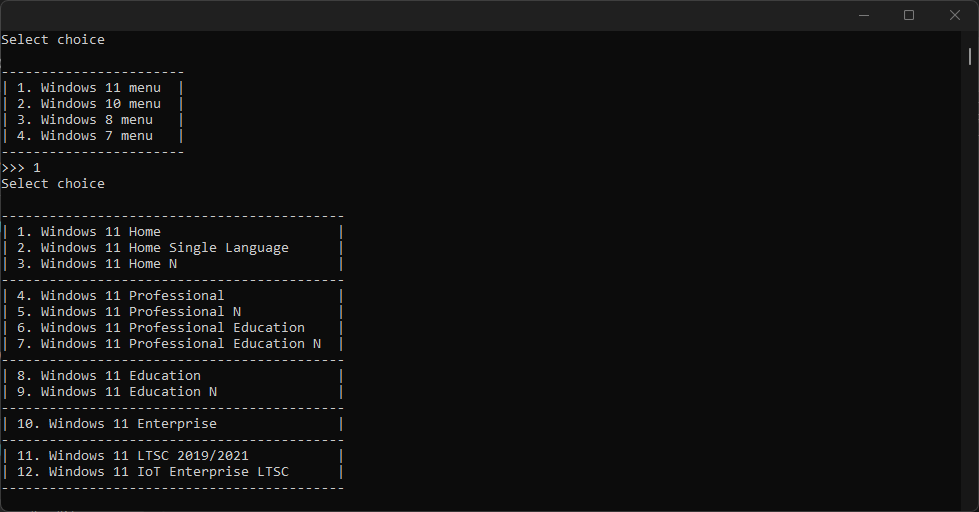 Select choice
-----------------------
| 1. Windows 11 menu  |
| 2. Windows 10 menu  |
| 3. Windows 8 menu   |
| 4. Windows 7 menu   |
-----------------------
>>> 1
Select choice
-------------------------------------------
| 1. Windows 11 Home                      |
| 2. Windows 11 Home Single Language      |
| 3. Windows 11 Home N                    |
-------------------------------------------
| 4. Windows 11 Professional              |
| 5. Windows 11 Professional N            |
| 6. Windows 11 Professional Education    |
| 7. Windows 11 Professional Education N  |
-------------------------------------------
| 8. Windows 11 Education                 |
| 9. Windows 11 Education N               |
-------------------------------------------
| 10. Windows 11 Enterprise               |
-------------------------------------------
| 11. Windows 11 LTSC 2019/2021           |
| 12. Windows 11 IoT Enterprise LTSC      |
-------------------------------------------